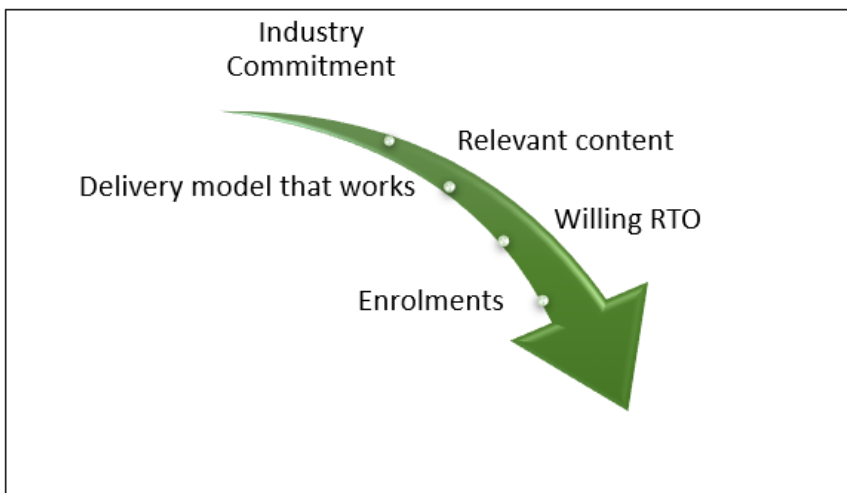 Industry
Commitment
Relevant content
Delivery model that works
Willing RTO
Enrolments